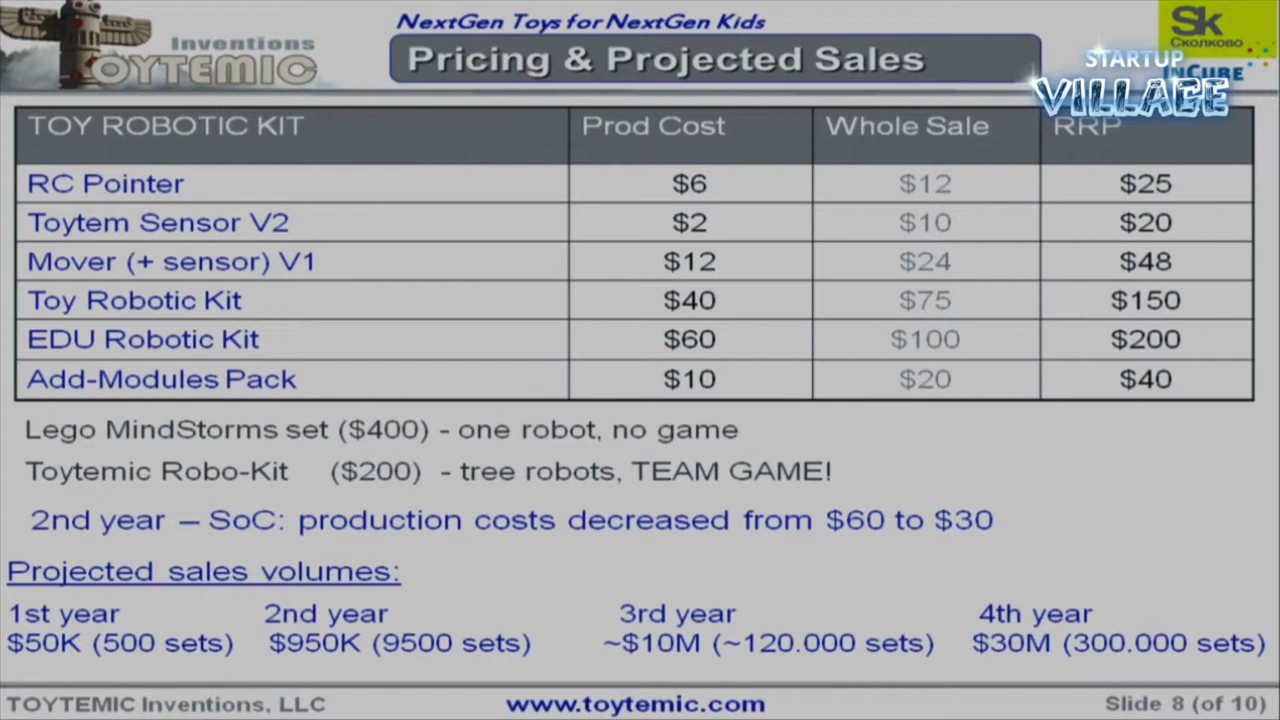 NextGen Toys for NextGen Kids
Inventions
TOYTEMIC
Pricing & Projected Sales
Sk
Сколково
INCUBE
STARTUP
VILLAGE
TOY ROBOTIC KIT Prod Cost Whole Sale RRP
RC Pointer $6 $12 $25
Toytem Sensor V2 $2 $10 $20
Mover (+ sensor) V1 $12 $24 $48
Toy Robotic Kit $40 $75 $150
EDU Robotic Kit $60 $100 $200
Add-Modules Pack $10 $20 $40
Lego MindStorms set ($400) - one robot, no game
Toytemic Robo-Kit ($200) - tree robots, TEAM GAME!
2nd year – SoC: production costs decreased from $60 to $30
Projected sales volumes:
1st year 2nd year 3rd year 4th year
$50K (500 sets) $950K (9500 sets) ~$10M (~120.000 sets) $30M (300.000 sets)
TOYTEMIC Inventions, LLC www.toytemic.com Slide 8 (of 10)